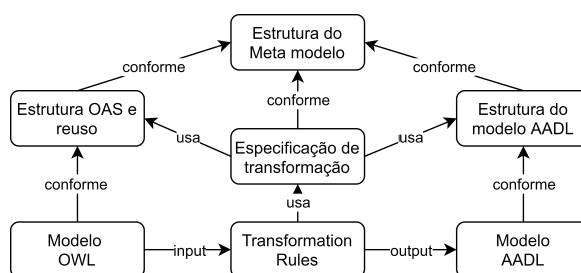 Estrutura do
Meta modelo
conforme
conforme
conforme
Estrutura OAS e
reuso
Estrutura do
modelo AADL
usa
Especificação de
transformação
usa
conforme
usa
conforme
Modelo
OWL
input
Transformation
Rules
output
Modelo
AADL